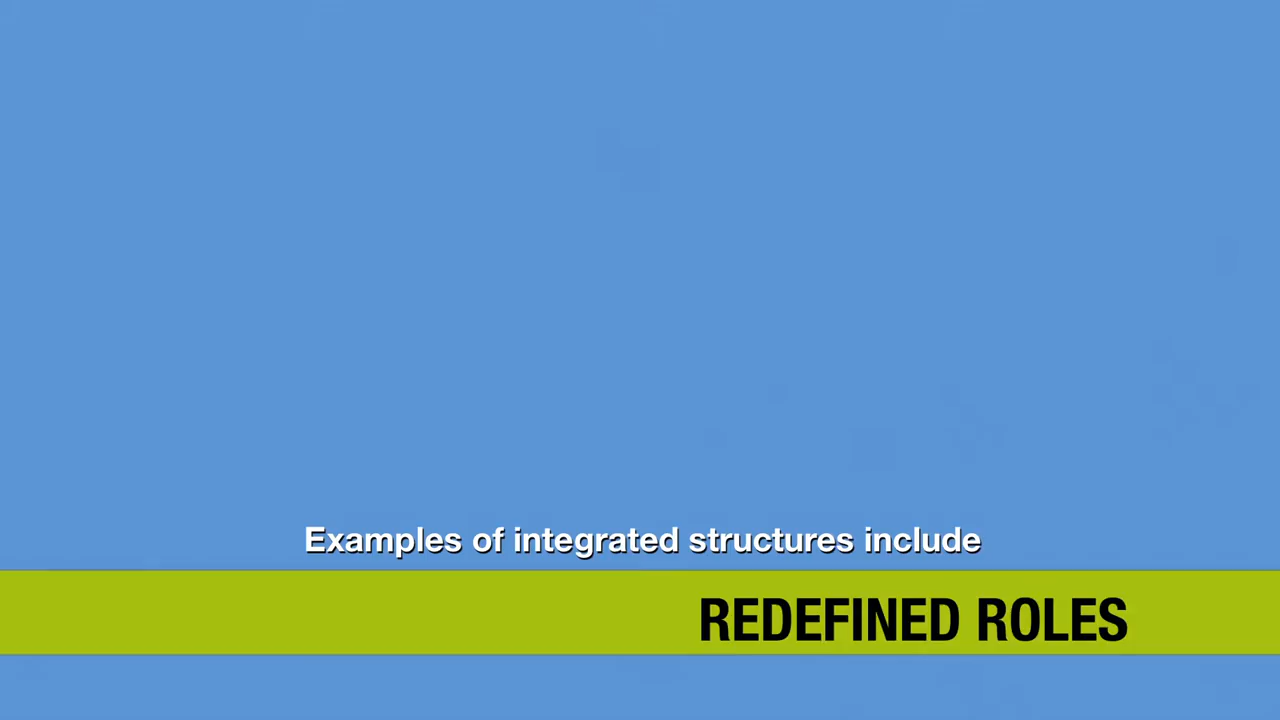 Examples of integrated structures include
REDEFINED ROLES